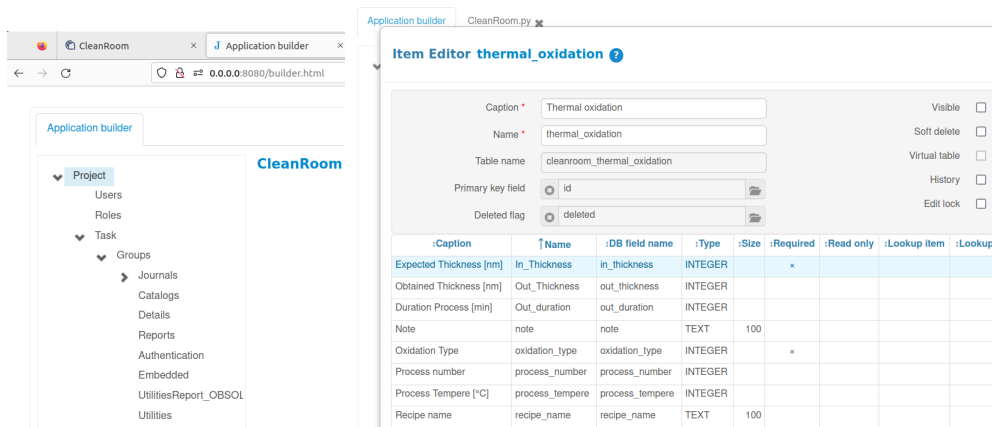 CleanRoom × J Application builder ×
0.0.0.0:8080/builder.html
Application builder
CleanRoom
Project
Users
Roles
Task
Groups
Journals
Catalogs
Details
Reports
Authentication
Embedded
UtilitiesReport_OBSOL
Utilities
Application builder CleanRoom.py ×
Item Editor thermal_oxidation ?
Caption * Thermal oxidation
Name * thermal_oxidation
Table name cleanroom_thermal_oxidation
Primary key field id
Deleted flag deleted
Visible
Soft delete
Virtual table
History
Edit lock
Caption Name DB field name Type Size Required Read only Lookup item Lookup
Expected Thickness [nm] In_Thickness in_thickness INTEGER ×
Obtained Thickness [nm] Out_Thickness out_thickness INTEGER
Duration Process [min] Out_duration out_duration INTEGER
Note note note TEXT 100
Oxidation Type oxidation_type oxidation_type INTEGER ×
Process number process_number process_number INTEGER
Process Tempere [°C] process_tempere process_tempere INTEGER
Recipe name recipe_name recipe_name TEXT 100